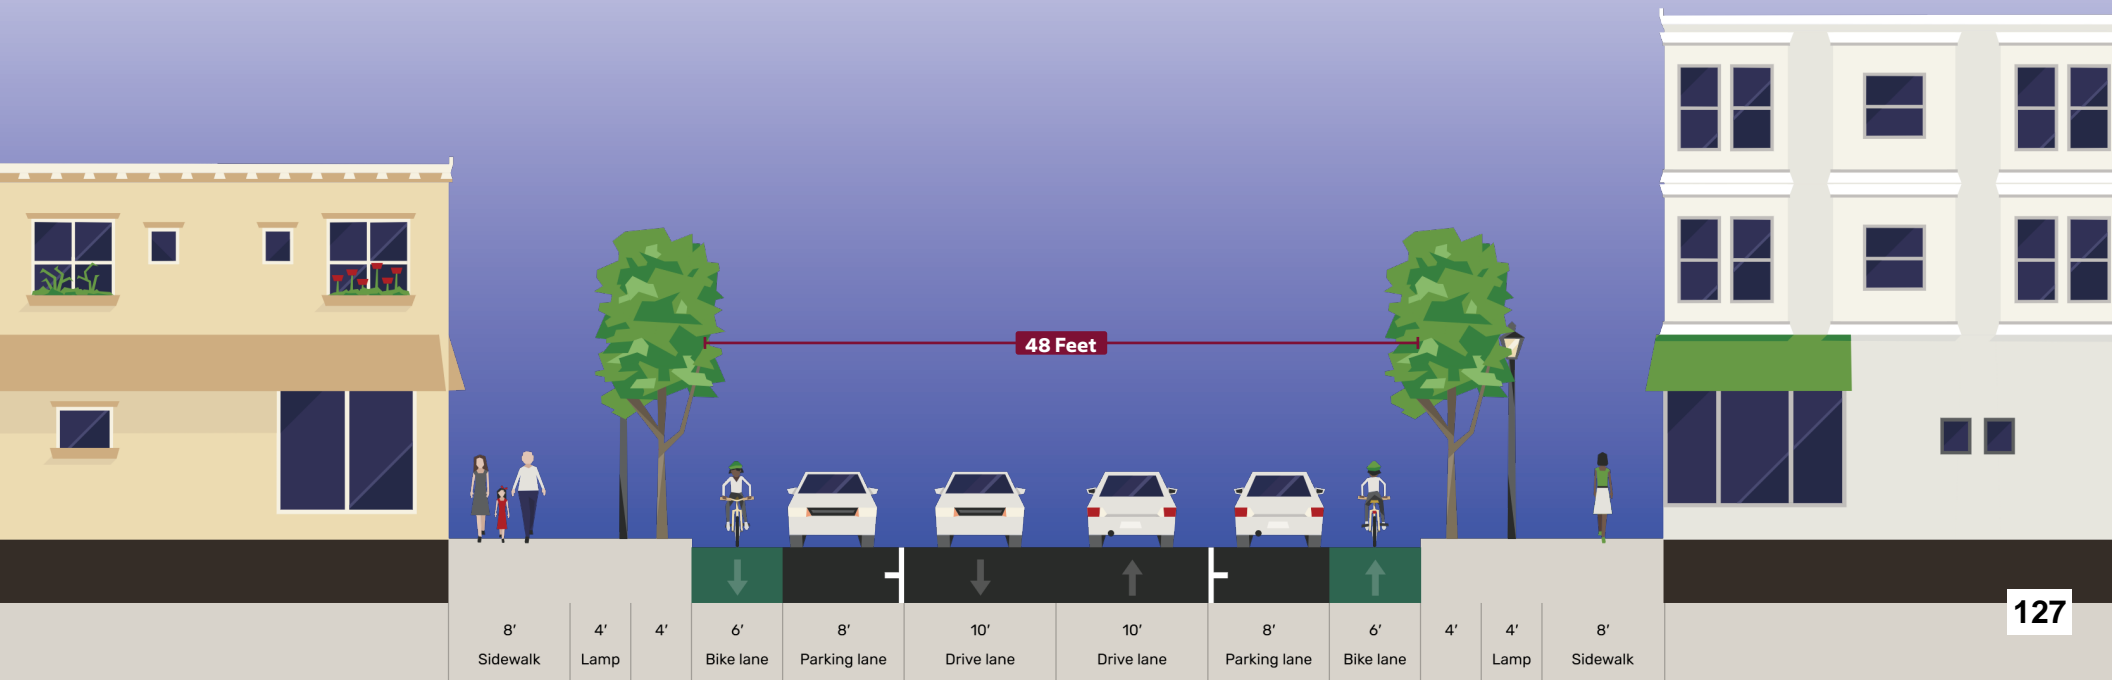 48 Feet
127
8' 4' 4' 6' 8' 10' 10' 8' 6' 4' 4' 8'
Sidewalk Lamp Bike lane Parking lane Drive lane Drive lane Parking lane Bike lane Lamp Sidewalk